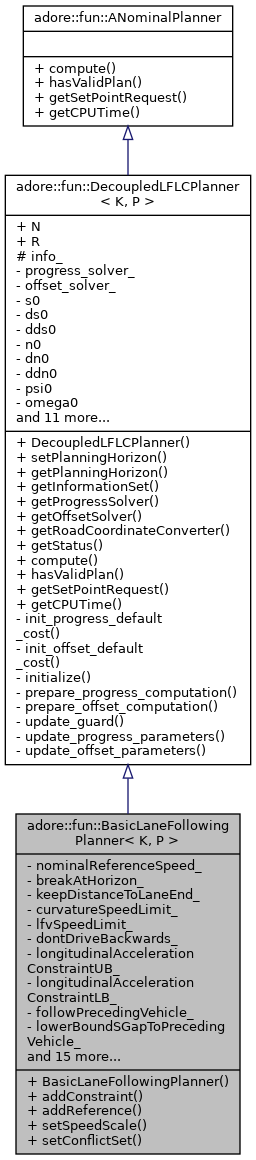 adore::fun::ANominalPlanner
+ compute()
+ hasValidPlan()
+ getSetPointRequest()
+ getCPUTime()
adore::fun::DecoupledLFLCPlanner
< K, P >
+ N
+ R
# info_
- progress_solver_
- offset_solver_
- s0
- ds0
- dds0
- n0
- dn0
- ddn0
- psi0
- omega0
and 11 more...
+ DecoupledLFLCPlanner()
+ setPlanningHorizon()
+ getPlanningHorizon()
+ getInformationSet()
+ getProgressSolver()
+ getOffsetSolver()
+ getRoadCoordinateConverter()
+ getStatus()
+ compute()
+ hasValidPlan()
+ getSetPointRequest()
+ getCPUTime()
- init_progress_default
_cost()
- init_offset_default
_cost()
- initialize()
- prepare_progress_computation()
- prepare_offset_computation()
- update_guard()
- update_progress_parameters()
- update_offset_parameters()
adore::fun::BasicLaneFollowing
Planner< K, P >
- nominalReferenceSpeed_
- breakAtHorizon_
- keepDistanceToLaneEnd_
- curvatureSpeedLimit_
- lfvSpeedLimit_
- dontDriveBackwards_
- longitudinalAcceleration
ConstraintUB_
- longitudinalAcceleration
ConstraintLB_
- followPrecedingVehicle_
- lowerBoundSGapToPreceding
Vehicle_
and 15 more...
+ BasicLaneFollowingPlanner()
+ addConstraint()
+ addReference()
+ setSpeedScale()
+ setConflictSet()